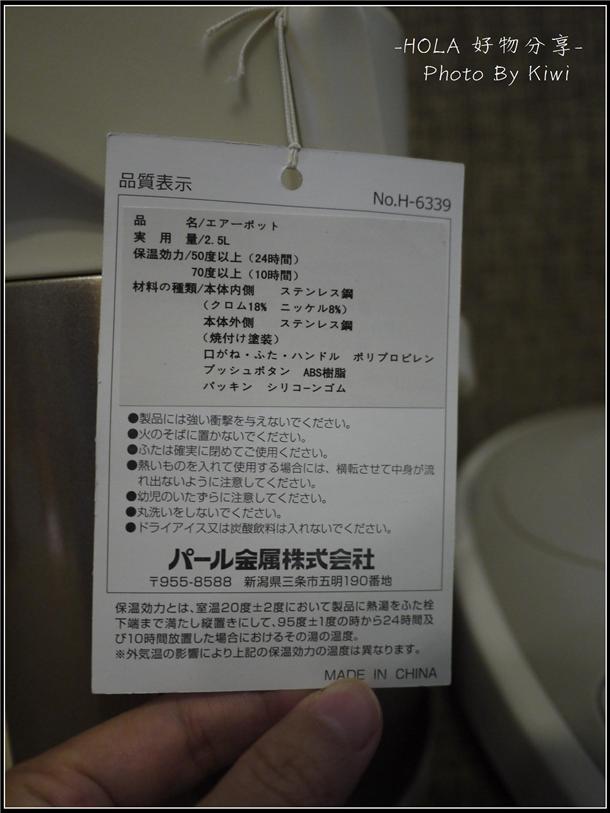 -HOLA 好物分享-
Photo By Kiwi
品質表示
No.H-6339
品　　　名/エアーポット
実　用　量/2.5L
保温効力/50度以上（24時間）
70度以上（10時間）
材料の種類/本体内側　ステンレス鋼
（クロム18%　ニッケル8%）
本体外側　ステンレス鋼
（焼付け塗装）
口がね・ふた・ハンドル　ポリプロピレン
プッシュボタン　ABS樹脂
パッキン　シリコーンゴム
●製品には強い衝撃を与えないでください。
●火のそばに置かないでください。
●ふたは確実に閉めてご使用ください。
●熱いものを入れて使用する場合には、横転させて中身が流
れ出ないように注意してください。
●幼児のいたずらに注意してください。
●丸洗いをしないでください。
●ドライアイス又は炭酸飲料は入れないでください。
パール金属株式会社
〒955-8588　新潟県三条市五明190番地
保温効力とは、室温20度±2度において製品に熱湯をふた栓
下端まで満たし縦置きにして、95度±1度の時から24時間及
び10時間放置した場合におけるその湯の温度。
※外気温の影響により上記の保温効力の温度は異なります。
MADE IN CHINA